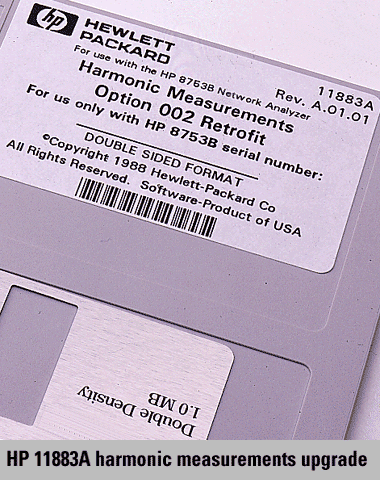 hp HEWLETT
PACKARD
11883A
Rev. A.01.01
For use with the HP 8753B Network Analyzer
Harmonic Measurements
Option 002 Retrofit
For us only with HP 8753B serial number:
DOUBLE SIDED FORMAT
©Copyright 1988 Hewlett-Packard Co
All Rights Reserved. Software-Product of USA
Double Density
1.0 MB
HP 11883A harmonic measurements upgrade